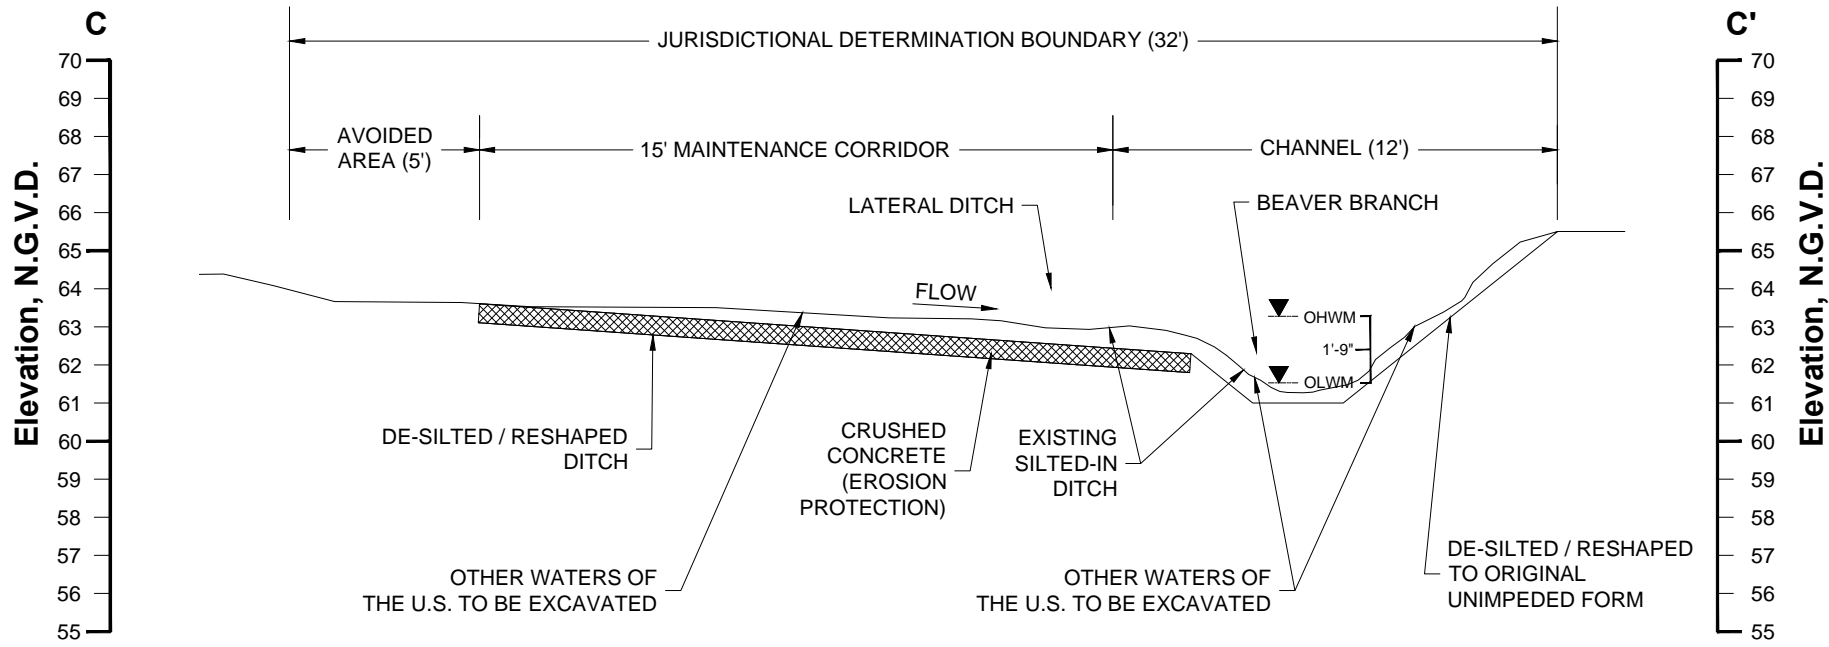 C
C'
JURISDICTIONAL DETERMINATION BOUNDARY (32')
AVOIDED
AREA (5')
15' MAINTENANCE CORRIDOR
CHANNEL (12')
LATERAL DITCH
BEAVER BRANCH
FLOW
OHWM
1'-9"
OLWM
DE-SILTED / RESHAPED
DITCH
CRUSHED
CONCRETE
(EROSION
PROTECTION)
EXISTING
SILTED-IN
DITCH
OTHER WATERS OF
THE U.S. TO BE EXCAVATED
OTHER WATERS OF
THE U.S. TO BE EXCAVATED
DE-SILTED / RESHAPED
TO ORIGINAL
UNIMPEDED FORM
Elevation, N.G.V.D.
70
69
68
67
66
65
64
63
62
61
60
59
58
57
56
55
70
69
68
67
66
65
64
63
62
61
60
59
58
57
56
55
Elevation, N.G.V.D.